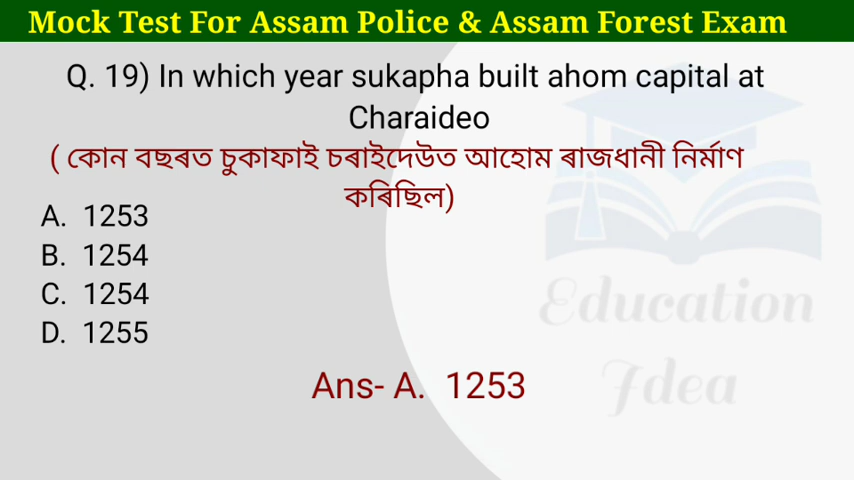 Mock Test For Assam Police & Assam Forest Exam
Q. 19) In which year sukapha built ahom capital at
Charaideo
( কোন বছৰত চুকাফাই চৰাইদেউত আহোম ৰাজধানী নিৰ্মাণ
কৰিছিল)
A. 1253
B. 1254
C. 1254
D. 1255
Education
Idea
Ans- A. 1253